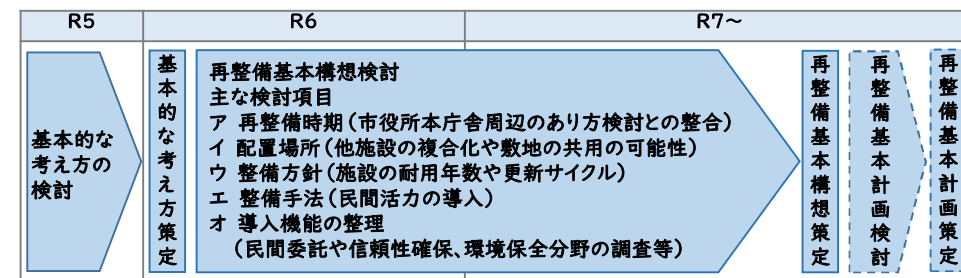 R5
R6
R7～
基本的な
考え方の
検討
基本的な考え方策定
再整備基本構想検討
主な検討項目
ア 再整備時期（市役所本庁舎周辺のあり方検討との整合）
イ 配置場所（他施設の複合化や敷地の共用の可能性）
ウ 整備方針（施設の耐用年数や更新サイクル）
エ 整備手法（民間活力の導入）
オ 導入機能の整理
（民間委託や信頼性確保、環境保全分野の調査等）
再整備基本構想策定
再整備基本計画検討
再整備基本計画策定